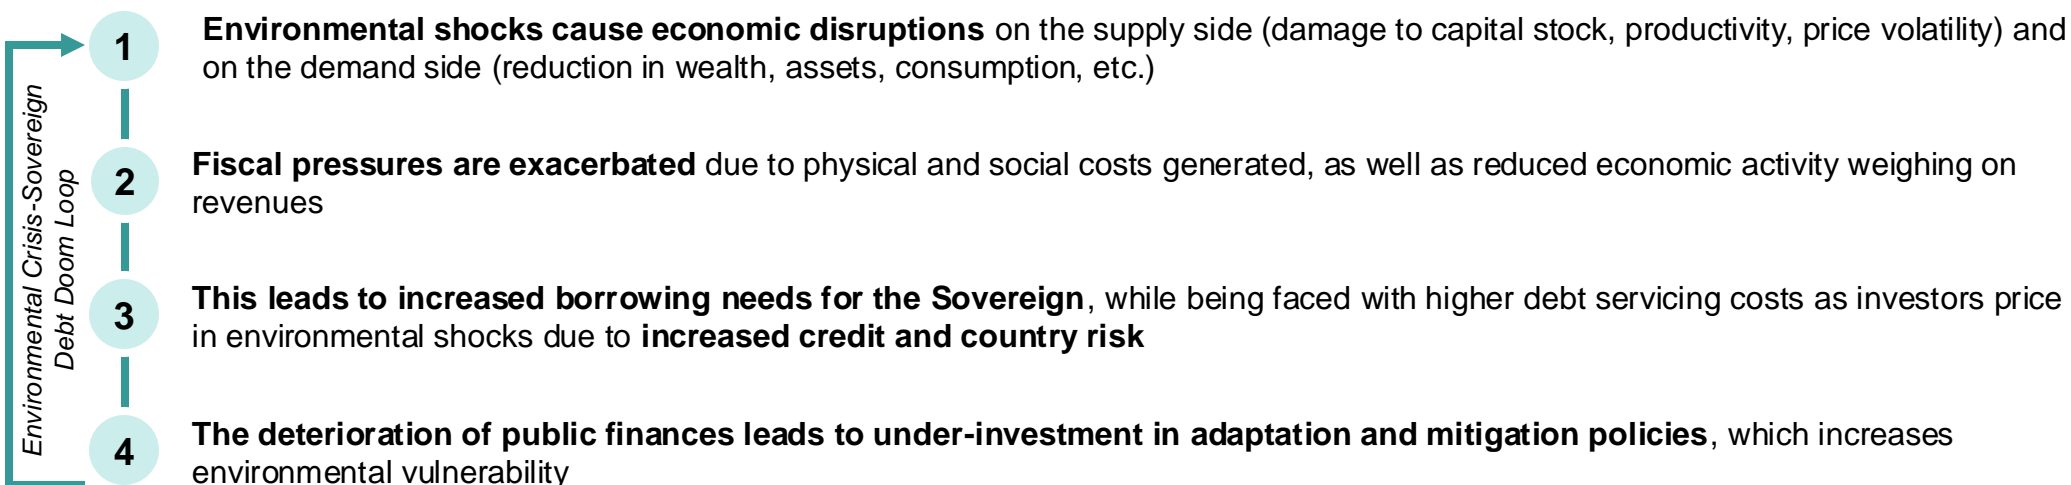 Environmental Crisis-Sovereign
Debt Doom Loop
1
Environmental shocks cause economic disruptions on the supply side (damage to capital stock, productivity, price volatility) and
on the demand side (reduction in wealth, assets, consumption, etc.)
2
Fiscal pressures are exacerbated due to physical and social costs generated, as well as reduced economic activity weighing on
revenues
3
This leads to increased borrowing needs for the Sovereign, while being faced with higher debt servicing costs as investors price
in environmental shocks due to increased credit and country risk
4
The deterioration of public finances leads to under-investment in adaptation and mitigation policies, which increases
environmental vulnerability